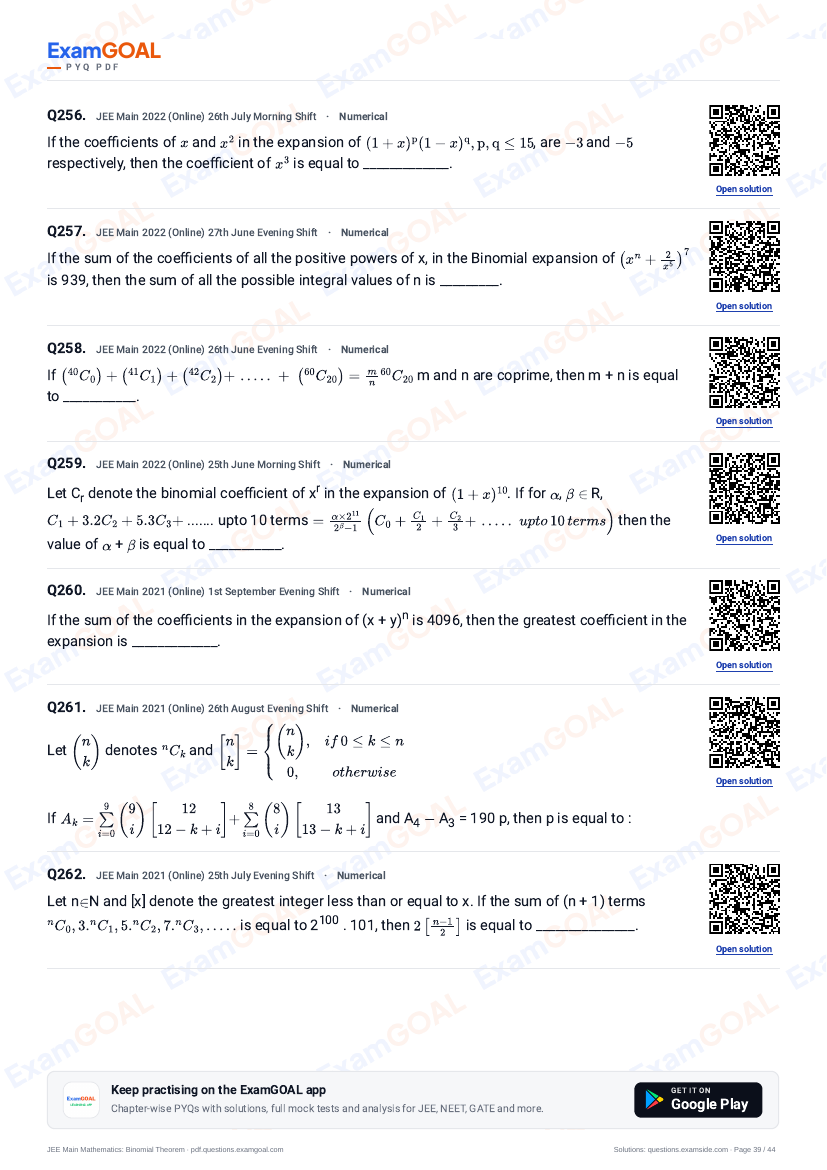 ExamGOAL
PYQ PDF
Q256. JEE Main 2022 (Online) 26th July Morning Shift · Numerical
If the coefficients of x and x² in the expansion of (1 + x)ᵖ(1 − x)^q, p, q ≤ 15, are −3 and −5
respectively, then the coefficient of x³ is equal to _____________.
Open solution
Q257. JEE Main 2022 (Online) 27th June Evening Shift · Numerical
If the sum of the coefficients of all the positive powers of x, in the Binomial expansion of (xⁿ + 2/x⁵)⁷
is 939, then the sum of all the possible integral values of n is _________.
Open solution
Q258. JEE Main 2022 (Online) 26th June Evening Shift · Numerical
If (⁴⁰C₀) + (⁴¹C₁) + (⁴²C₂)+ ..... + (⁶⁰C₂₀) = m/n ⁶⁰C₂₀ m and n are coprime, then m + n is equal
to ___________.
Open solution
Q259. JEE Main 2022 (Online) 25th June Morning Shift · Numerical
Let Cᵣ denote the binomial coefficient of xʳ in the expansion of (1 + x)¹⁰. If for α, β ∈ R,
C₁ + 3.2C₂ + 5.3C₃+ ....... upto 10 terms = (α×2¹¹)/(2^β−1) (C₀ + C₁/2 + C₂/3 + ..... upto 10 terms) then the
value of α + β is equal to ___________.
Open solution
Q260. JEE Main 2021 (Online) 1st September Evening Shift · Numerical
If the sum of the coefficients in the expansion of (x + y)ⁿ is 4096, then the greatest coefficient in the
expansion is _____________.
Open solution
Q261. JEE Main 2021 (Online) 26th August Evening Shift · Numerical
Let (n k) denotes ⁿCₖ and [n k] = { (n k), if 0 ≤ k ≤ n
0, otherwise
If Aₖ = ∑_{i=0}^{9} (9 i) [12 12 − k + i] + ∑_{i=0}^{8} (8 i) [13 13 − k + i] and A₄ − A₃ = 190 p, then p is equal to :
Open solution
Q262. JEE Main 2021 (Online) 25th July Evening Shift · Numerical
Let n∈N and [x] denote the greatest integer less than or equal to x. If the sum of (n + 1) terms
ⁿC₀, 3.ⁿC₁, 5.ⁿC₂, 7.ⁿC₃, ..... is equal to 2¹⁰⁰ . 101, then 2 [(n−1)/2] is equal to _______________.
Open solution
Keep practising on the ExamGOAL app
Chapter-wise PYQs with solutions, full mock tests and analysis for JEE, NEET, GATE and more.
GET IT ON
Google Play
JEE Main Mathematics: Binomial Theorem · pdf.questions.examgoal.com
Solutions: questions.examside.com · Page 39 / 44